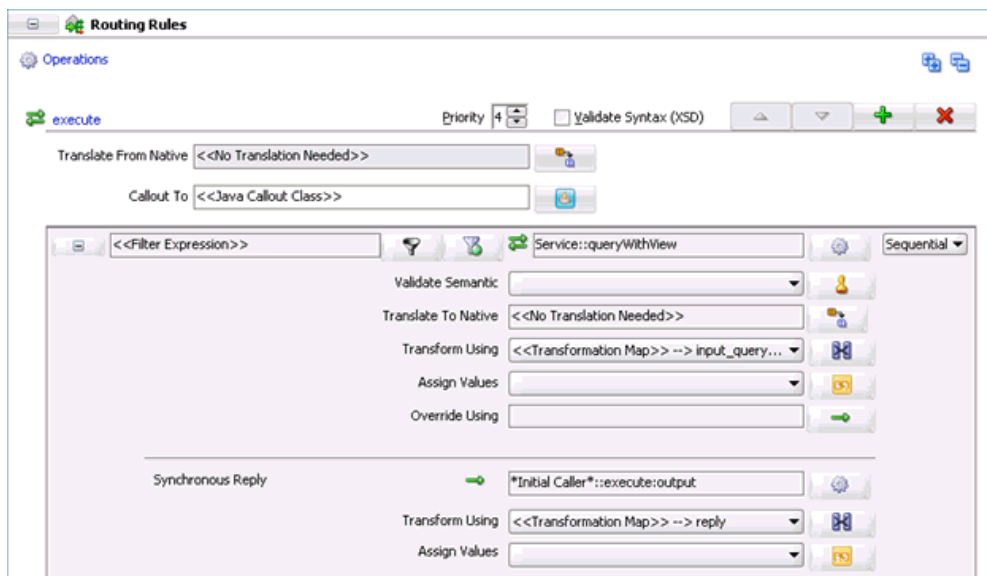 Routing Rules
Operations
execute Priority 4 Validate Syntax (XSD)
Translate From Native <<No Translation Needed>>
Callout To <<Java Callout Class>>
<<Filter Expression>> Service::queryWithView Sequential
Validate Semantic
Translate To Native <<No Translation Needed>>
Transform Using <<Transformation Map>> --> input_query...
Assign Values
Override Using
Synchronous Reply *Initial Caller*::execute:output
Transform Using <<Transformation Map>> --> reply
Assign Values